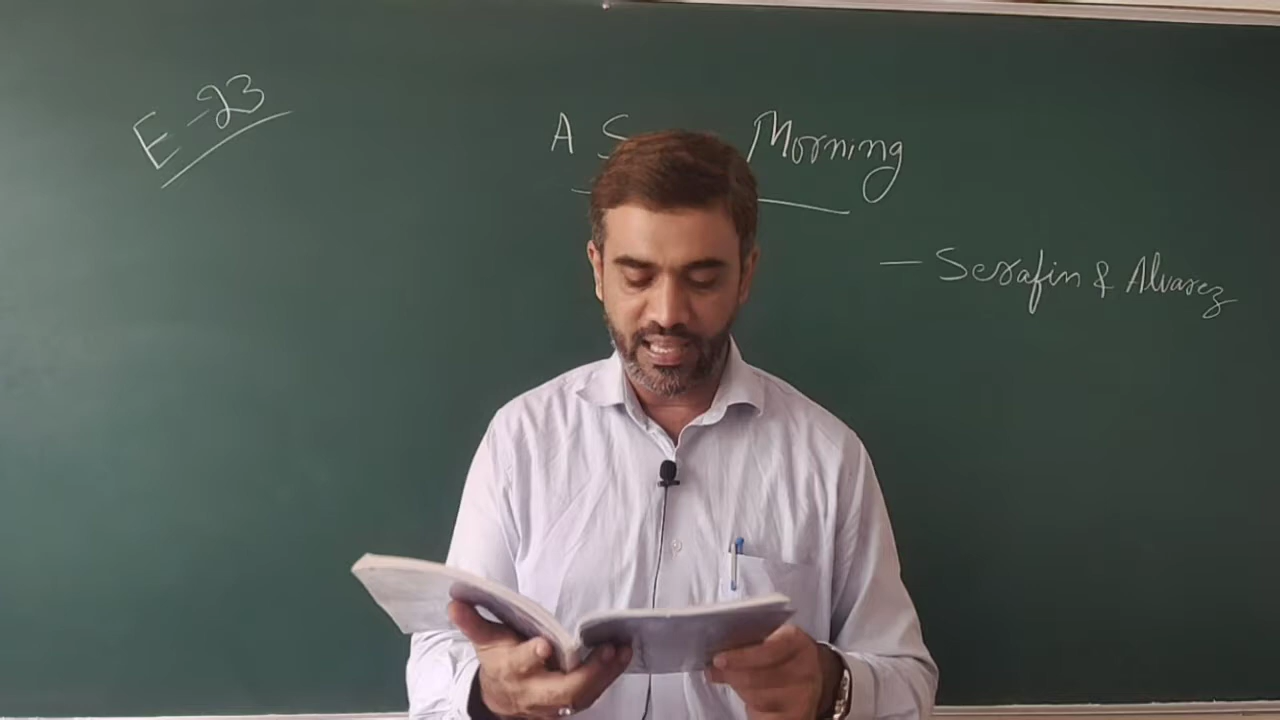 E-23
A S Morning
— Serafin & Alvarez